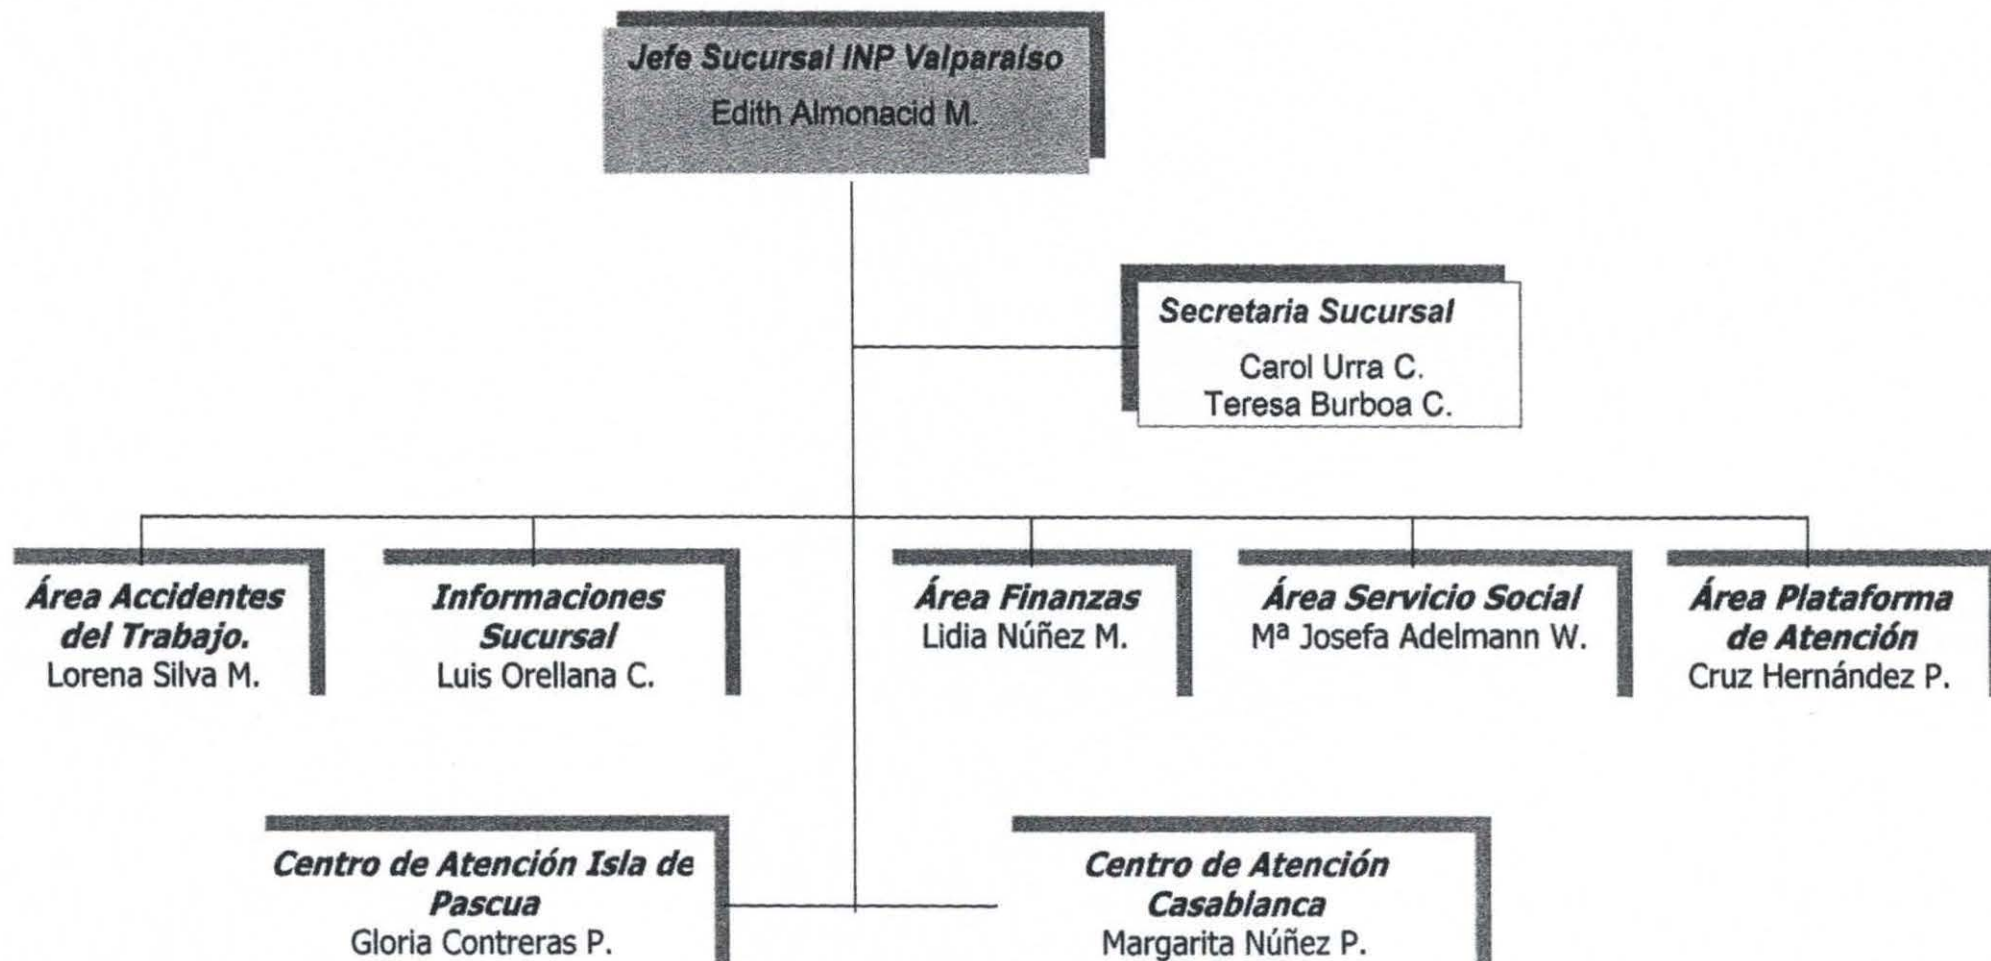 Jefe Sucursal INP Valparaíso
Edith Almonacid M.
Secretaria Sucursal
Carol Urra C.
Teresa Burboa C.
Área Accidentes
del Trabajo.
Lorena Silva M.
Informaciones
Sucursal
Luis Orellana C.
Área Finanzas
Lidia Núñez M.
Área Servicio Social
Mª Josefa Adelmann W.
Área Plataforma
de Atención
Cruz Hernández P.
Centro de Atención Isla de
Pascua
Gloria Contreras P.
Centro de Atención
Casablanca
Margarita Núñez P.